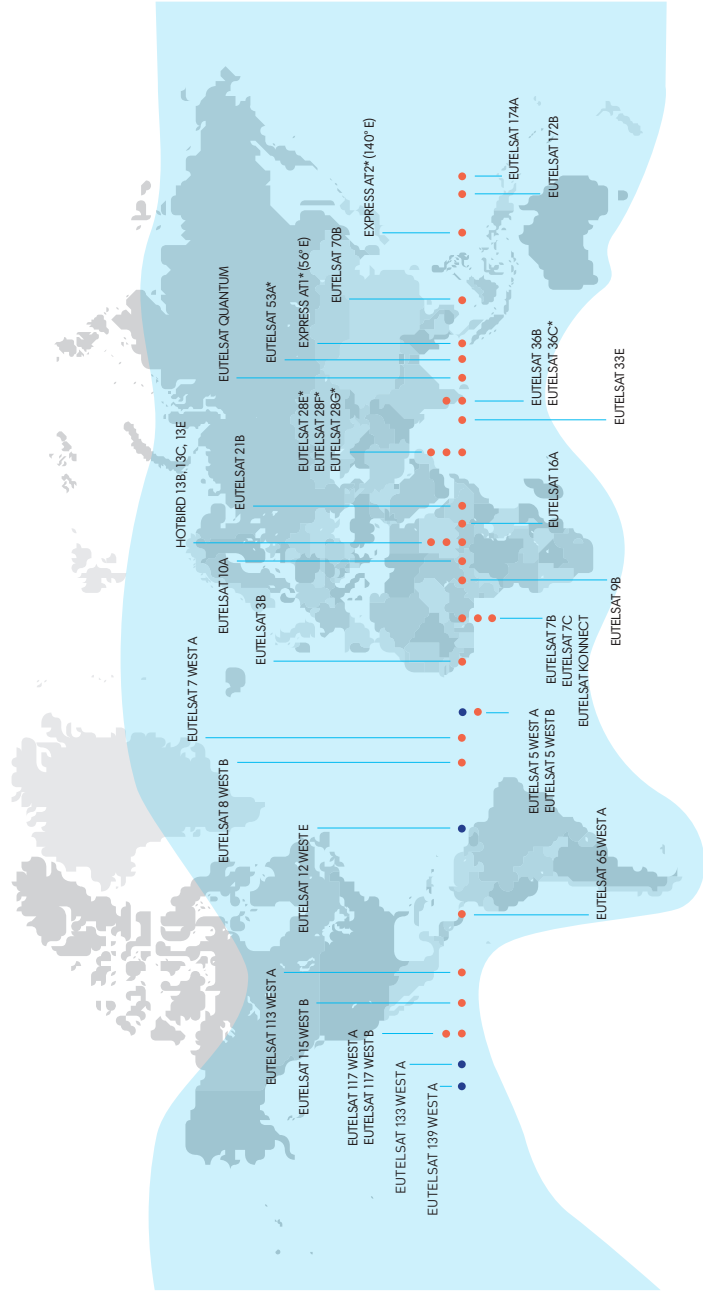 EUTELSAT 139 WEST A
EUTELSAT 133 WEST A
EUTELSAT 117 WEST A
EUTELSAT 117 WEST B
EUTELSAT 115 WEST B
EUTELSAT 113 WEST A
EUTELSAT 65 WEST A
EUTELSAT 12 WEST E
EUTELSAT 8 WEST B
EUTELSAT 7 WEST A
EUTELSAT 5 WEST A
EUTELSAT 5 WEST B
EUTELSAT 3B
EUTELSAT 7B
EUTELSAT 7C
EUTELSAT KONNECT
EUTELSAT 9B
EUTELSAT 10A
HOTBIRD 13B, 13C, 13E
EUTELSAT 16A
EUTELSAT 21B
EUTELSAT 28E*
EUTELSAT 28F*
EUTELSAT 28G*
EUTELSAT 33E
EUTELSAT 36B
EUTELSAT 36C*
EUTELSAT QUANTUM
EUTELSAT 53A*
EXPRESS AT1* (56° E)
EUTELSAT 70B
EXPRESS AT2* (140° E)
EUTELSAT 172B
EUTELSAT 174A